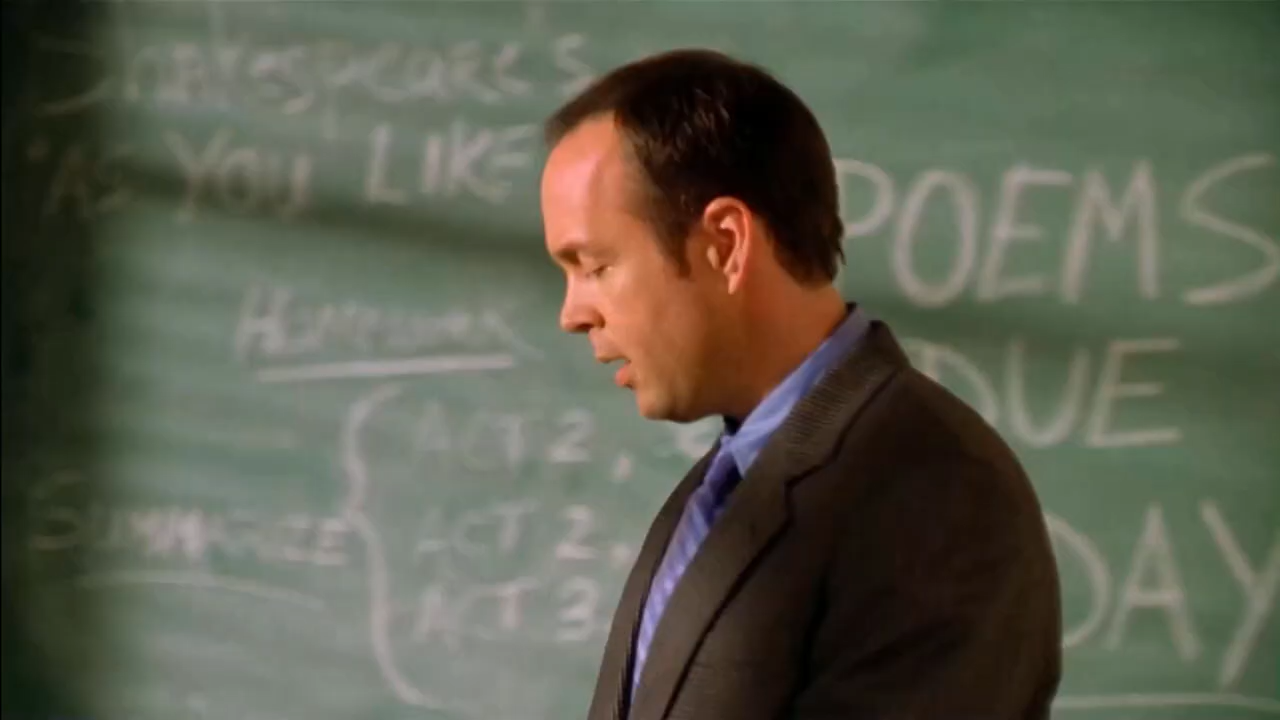 Shakespeare's
"AS YOU LIKE
HOMEWORK
ACT 2,
SUMMARIZE { ACT 2,
ACT 3
POEMS
DUE
DAY